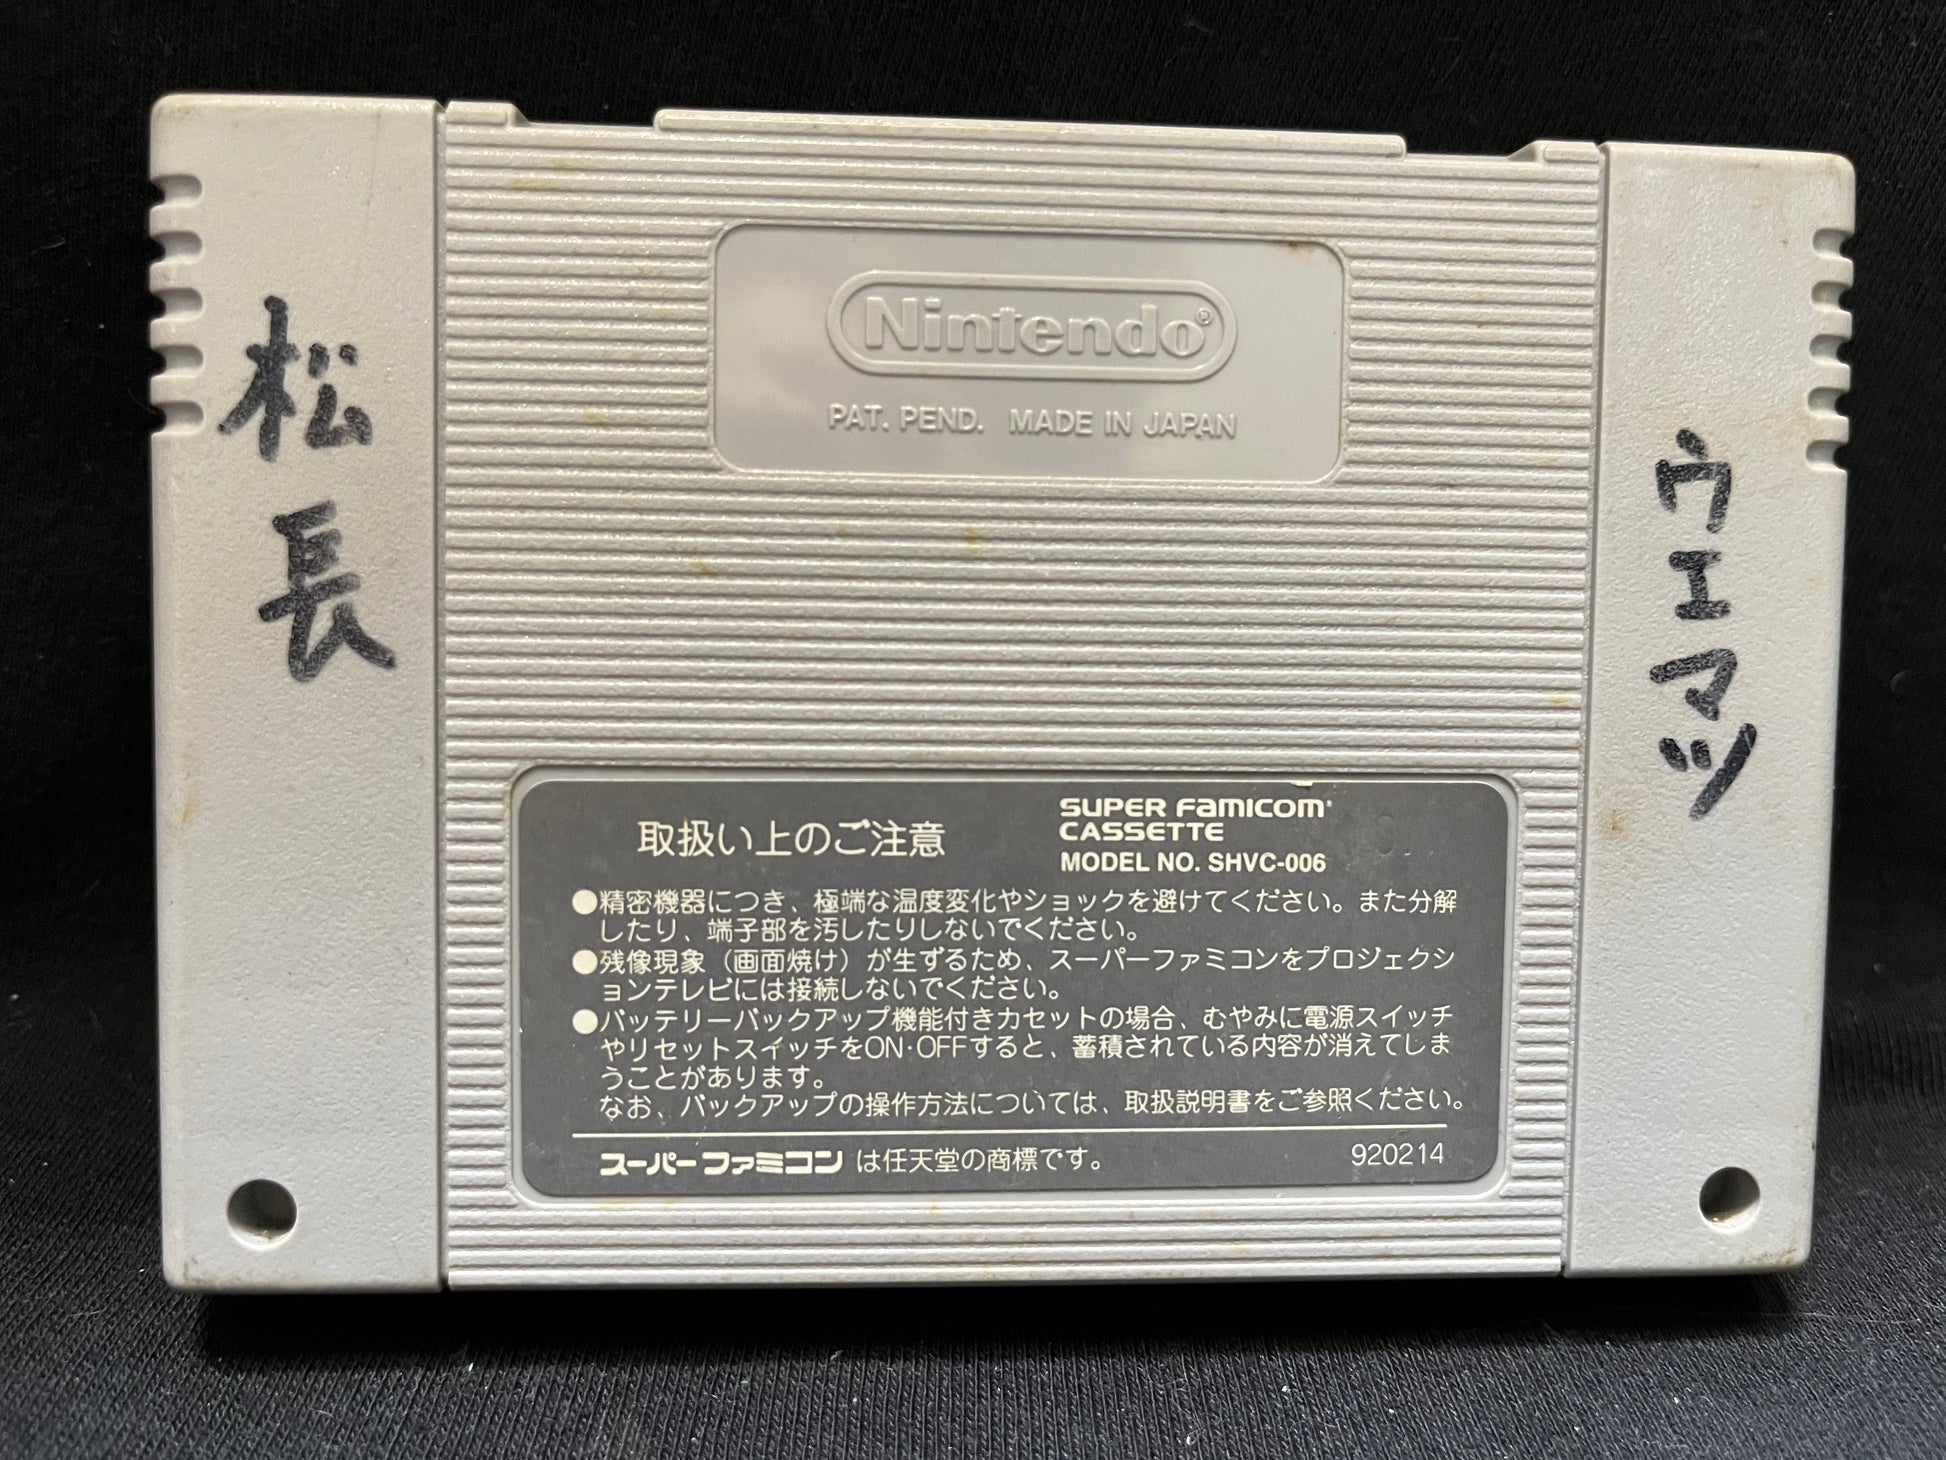 松長
Nintendo®
PAT. PEND. MADE IN JAPAN
ウエマツ
取扱い上のご注意
SUPER FAMICOM®
CASSETTE
MODEL NO. SHVC-006
●精密機器につき、極端な温度変化やショックを避けてください。また分解
したり、端子部を汚したりしないでください。
●残像現象（画面焼け）が生ずるため、スーパーファミコンをプロジェクシ
ョンテレビには接続しないでください。
●バッテリーバックアップ機能付きカセットの場合、むやみに電源スイッチ
やリセットスイッチをON·OFFすると、蓄積されている内容が消えてしま
うことがあります。
なお、バックアップの操作方法については、取扱説明書をご参照ください。
スーパーファミコン は任天堂の商標です。
920214